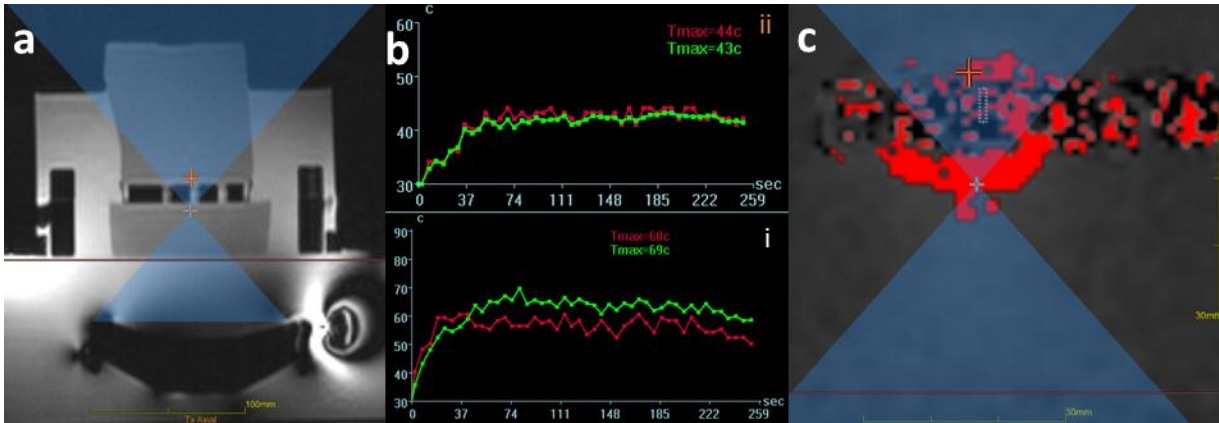 a
100mm
Tx Axial
b
c
ii
60
50
40
30
Tmax=44c
Tmax=43c
sec
0 37 74 111 148 185 222 259
c
i
90
80
70
60
50
40
30
Tmax=60c
Tmax=69c
sec
0 37 74 111 148 185 222 259
c
30mm
30mm